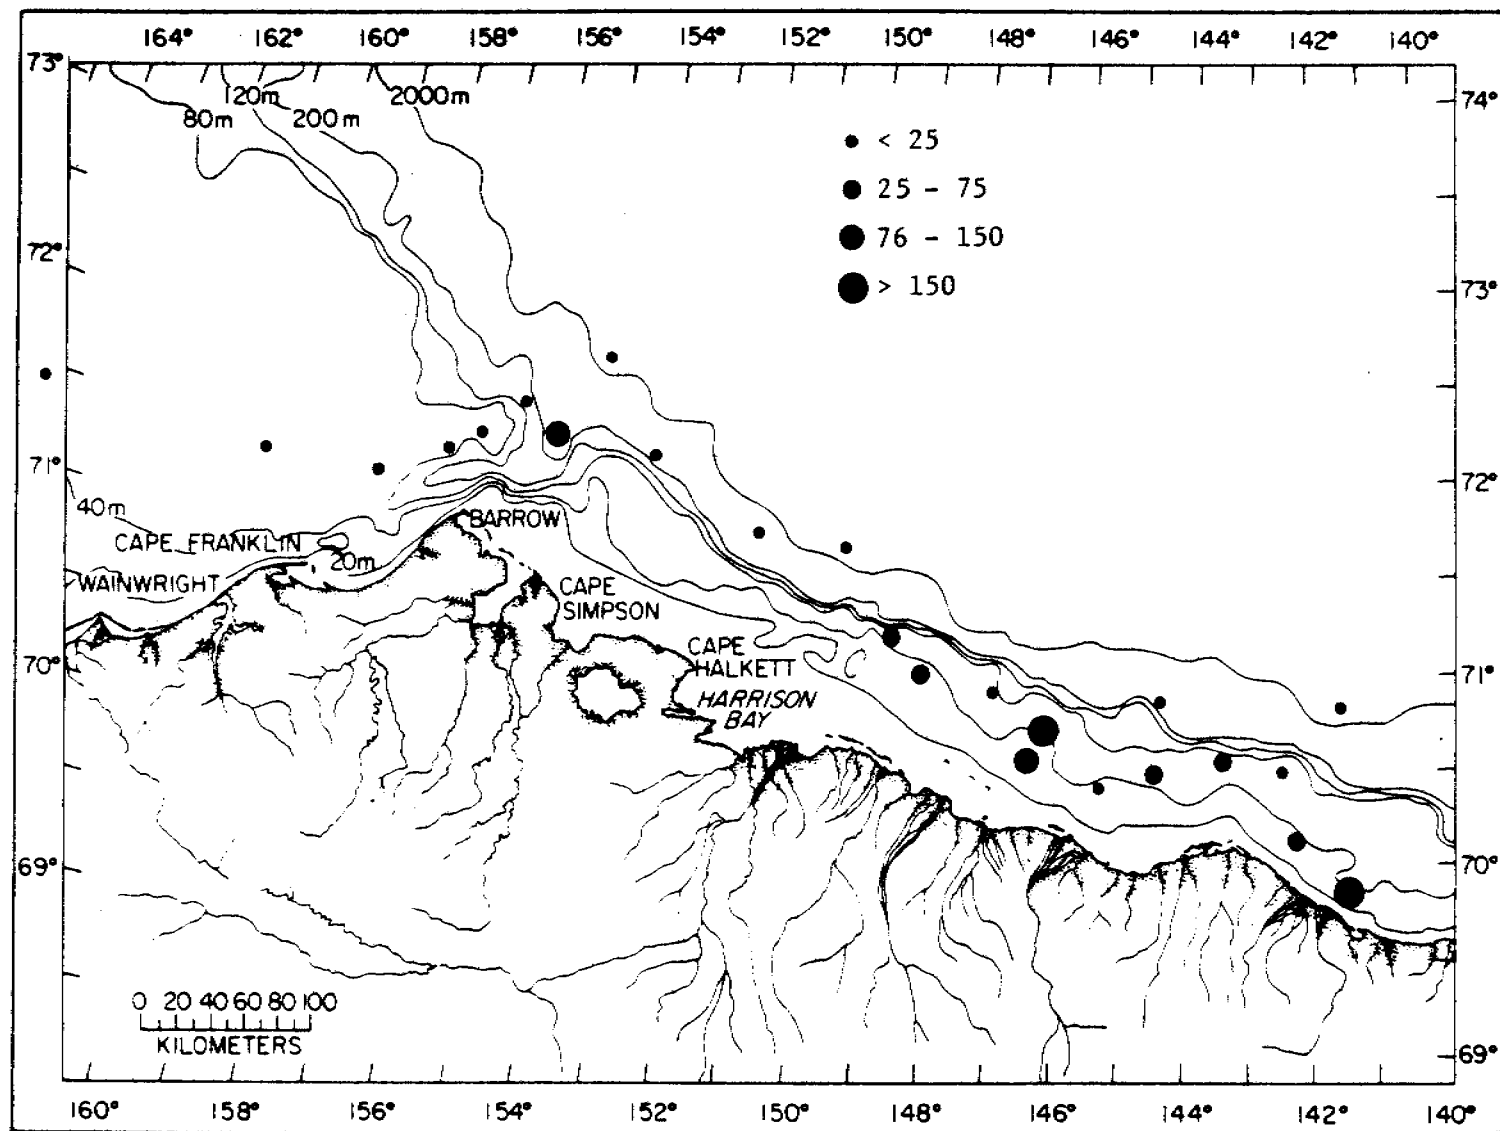 164° 162° 160° 158° 156° 154° 152° 150° 148° 146° 144° 142° 140°
73°
120m
2000m
74°
80m
200m
< 25
25 - 75
76 - 150
> 150
72°
73°
71°
72°
40m
BARROW
CAPE FRANKLIN
20m
WAINWRIGHT
CAPE
SIMPSON
CAPE
HALKETT
70°
71°
HARRISON
BAY
69°
70°
0 20 40 60 80 100
KILOMETERS
69°
160° 158° 156° 154° 152° 150° 148° 146° 144° 142° 140°